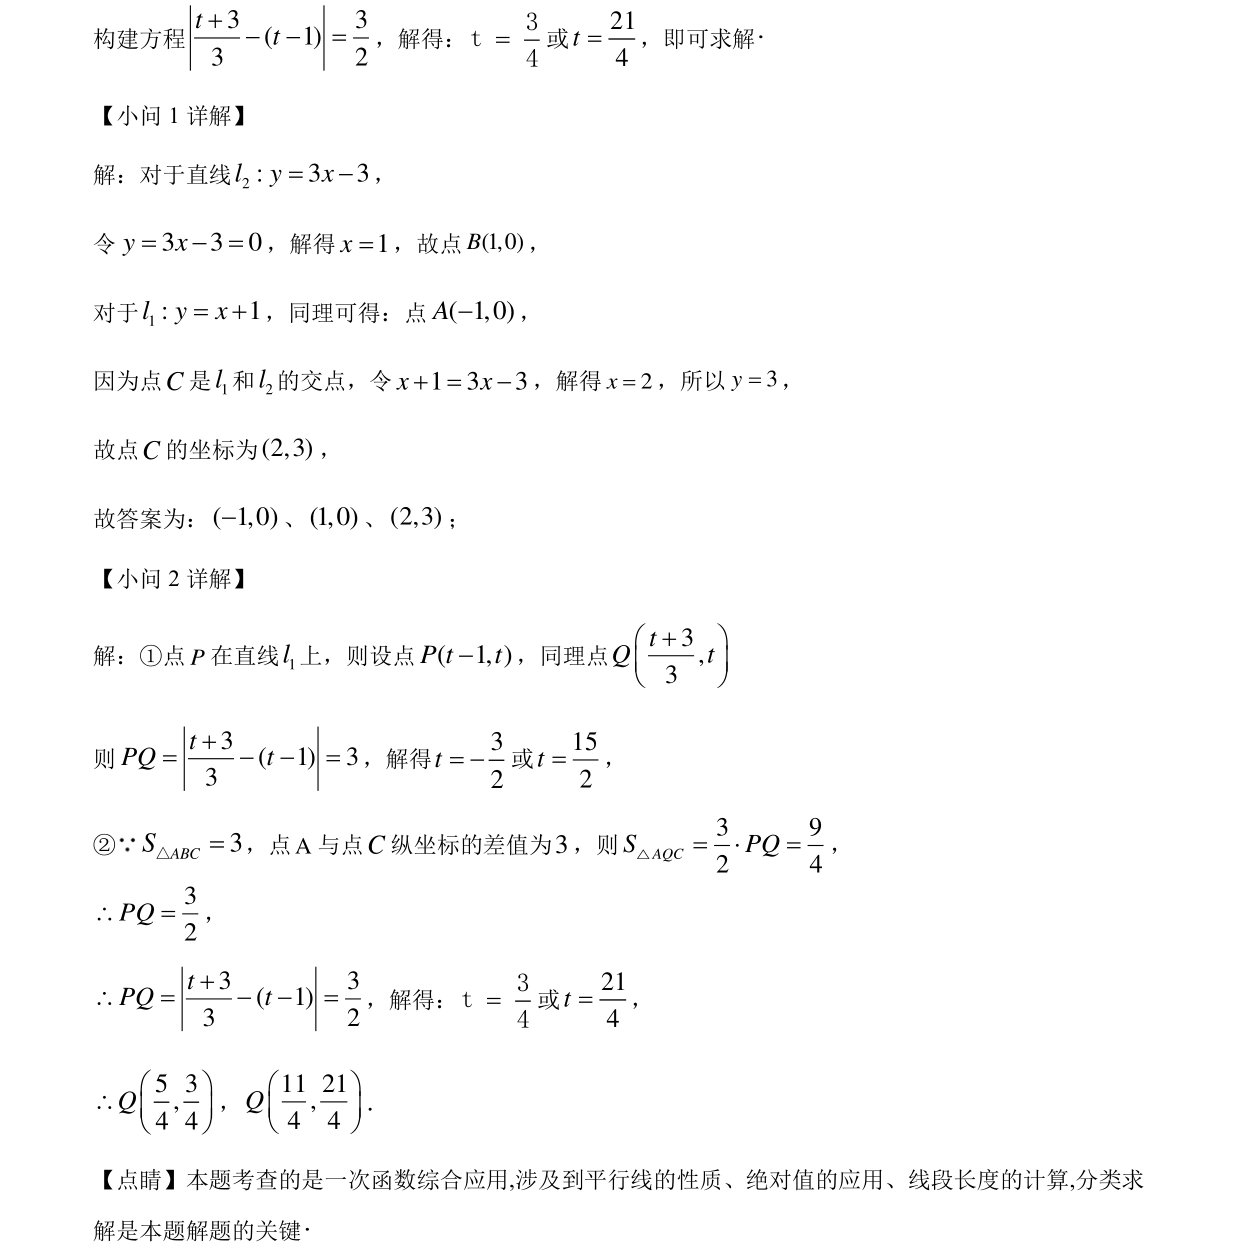 构建方程|(t+3)/3-(t-1)|=3/2，解得：t = 3/4或t=21/4，即可求解·
【小问 1 详解】
解：对于直线l₂:y=3x-3，
令 y=3x-3=0，解得x=1，故点B(1,0)，
对于l₁:y=x+1，同理可得：点A(-1,0)，
因为点C是l₁和l₂的交点，令x+1=3x-3，解得x=2，所以y=3，
故点C的坐标为(2,3)，
故答案为：(-1,0)、(1,0)、(2,3)；
【小问 2 详解】
解：①点P在直线l₁上，则设点P(t-1,t)，同理点Q((t+3)/3,t)
则PQ=|(t+3)/3-(t-1)|=3，解得t=-3/2或t=15/2，
②∵S△ABC=3，点A与点C纵坐标的差值为3，则S△AQC=3/2·PQ=9/4，
∴PQ=3/2，
∴PQ=|(t+3)/3-(t-1)|=3/2，解得：t = 3/4或t=21/4，
∴Q(5/4,3/4)，Q(11/4,21/4)．
【点睛】本题考查的是一次函数综合应用,涉及到平行线的性质、绝对值的应用、线段长度的计算,分类求
解是本题解题的关键·